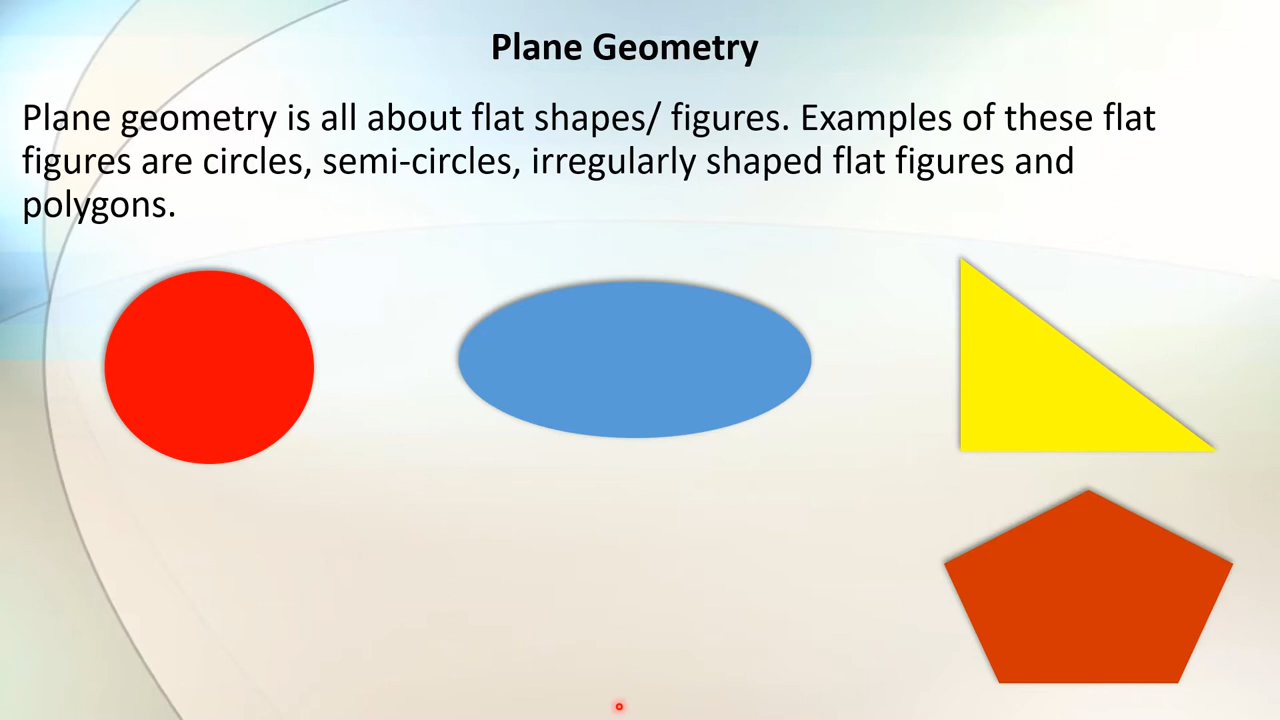 Plane Geometry
Plane geometry is all about flat shapes/ figures. Examples of these flat
figures are circles, semi-circles, irregularly shaped flat figures and
polygons.